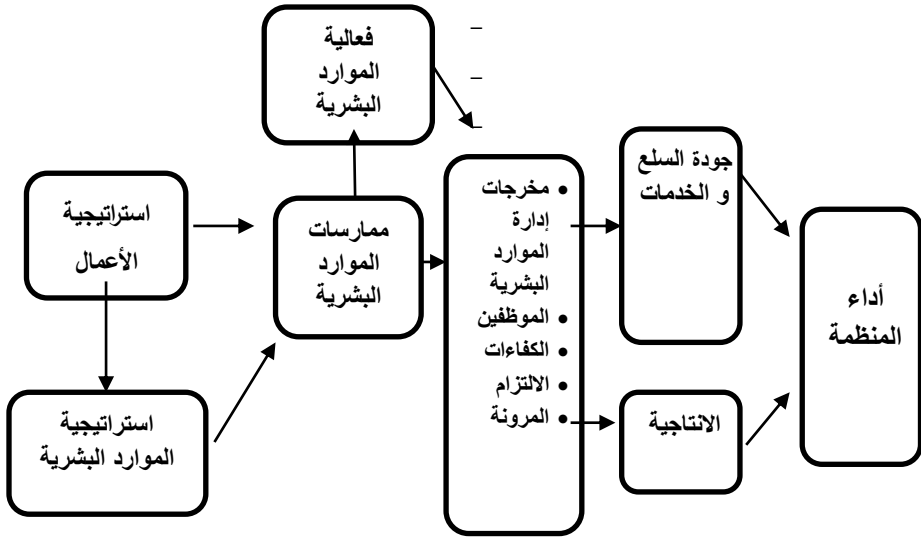 فعالية
الموارد
البشرية
–
–
–
استراتيجية
الأعمال
استراتيجية
الموارد البشرية
ممارسات
الموارد
البشرية
• مخرجات
إدارة
الموارد
البشرية
• الموظفين
• الكفاءات
• الالتزام
• المرونة
جودة السلع
و الخدمات
الانتاجية
أداء
المنظمة